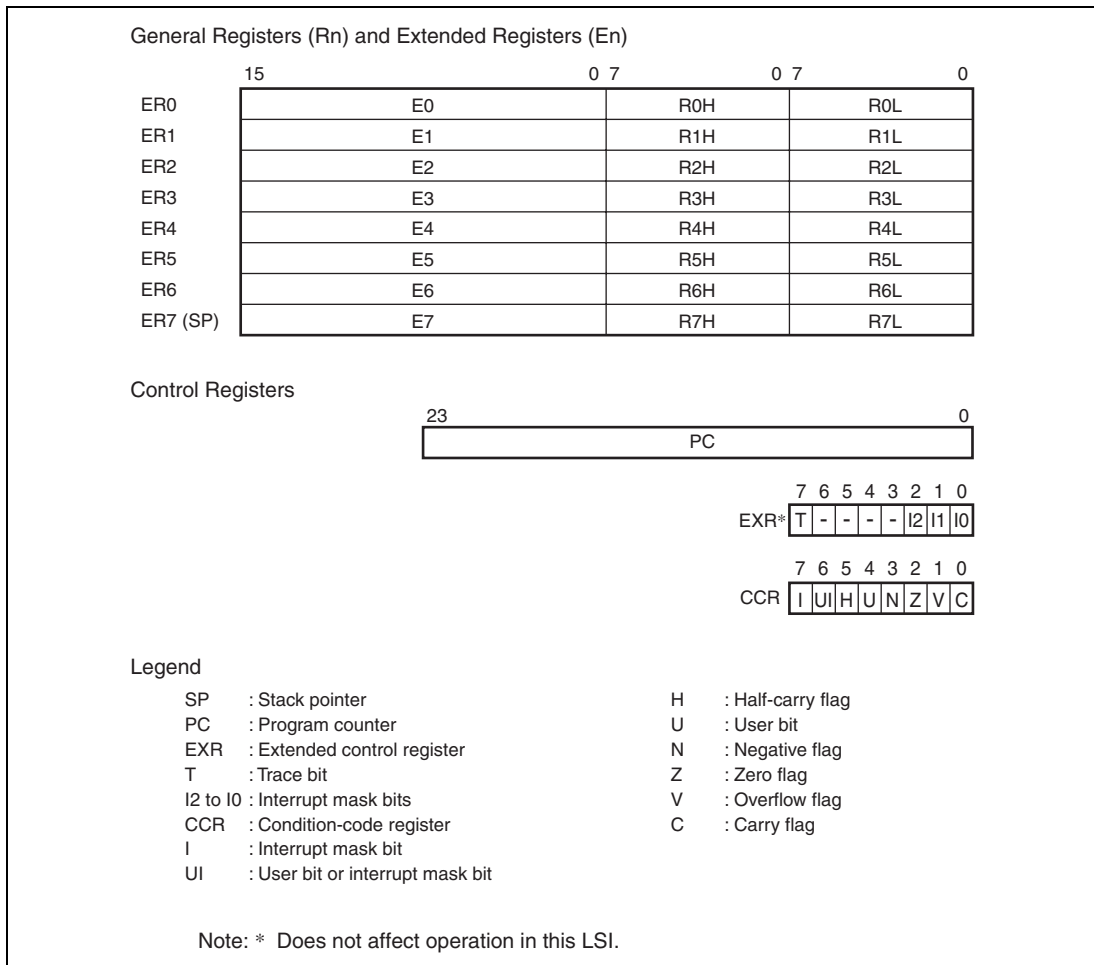 General Registers (Rn) and Extended Registers (En)
15 0 7 0 7 0
ER0 E0 R0H R0L
ER1 E1 R1H R1L
ER2 E2 R2H R2L
ER3 E3 R3H R3L
ER4 E4 R4H R4L
ER5 E5 R5H R5L
ER6 E6 R6H R6L
ER7 (SP) E7 R7H R7L
Control Registers
23 0
PC
7 6 5 4 3 2 1 0
EXR* T - - - - I2 I1 I0
7 6 5 4 3 2 1 0
CCR I UI H U N Z V C
Legend
SP : Stack pointer
PC : Program counter
EXR : Extended control register
T : Trace bit
I2 to I0 : Interrupt mask bits
CCR : Condition-code register
I : Interrupt mask bit
UI : User bit or interrupt mask bit
H : Half-carry flag
U : User bit
N : Negative flag
Z : Zero flag
V : Overflow flag
C : Carry flag
Note: * Does not affect operation in this LSI.